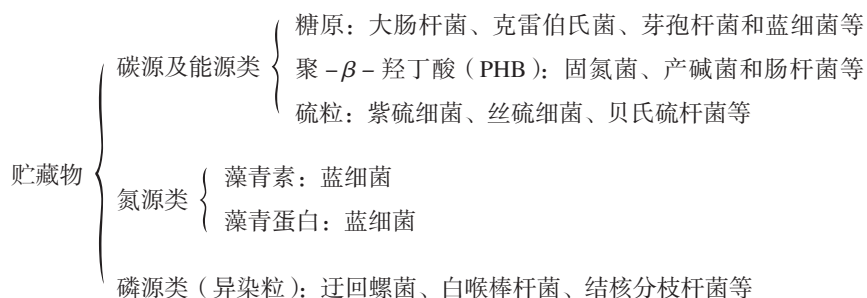 贮藏物
碳源及能源类
糖原：大肠杆菌、克雷伯氏菌、芽孢杆菌和蓝细菌等
聚 –β – 羟丁酸（PHB）：固氮菌、产碱菌和肠杆菌等
硫粒：紫硫细菌、丝硫细菌、贝氏硫杆菌等
氮源类
藻青素：蓝细菌
藻青蛋白：蓝细菌
磷源类（异染粒）：迂回螺菌、白喉棒杆菌、结核分枝杆菌等